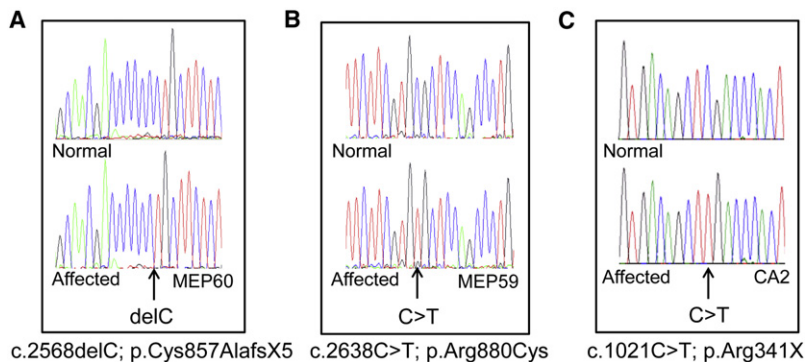 A
Normal
Affected MEP60
delC
c.2568delC; p.Cys857AlafsX5
B
Normal
Affected MEP59
C>T
c.2638C>T; p.Arg880Cys
C
Normal
Affected CA2
C>T
c.1021C>T; p.Arg341X